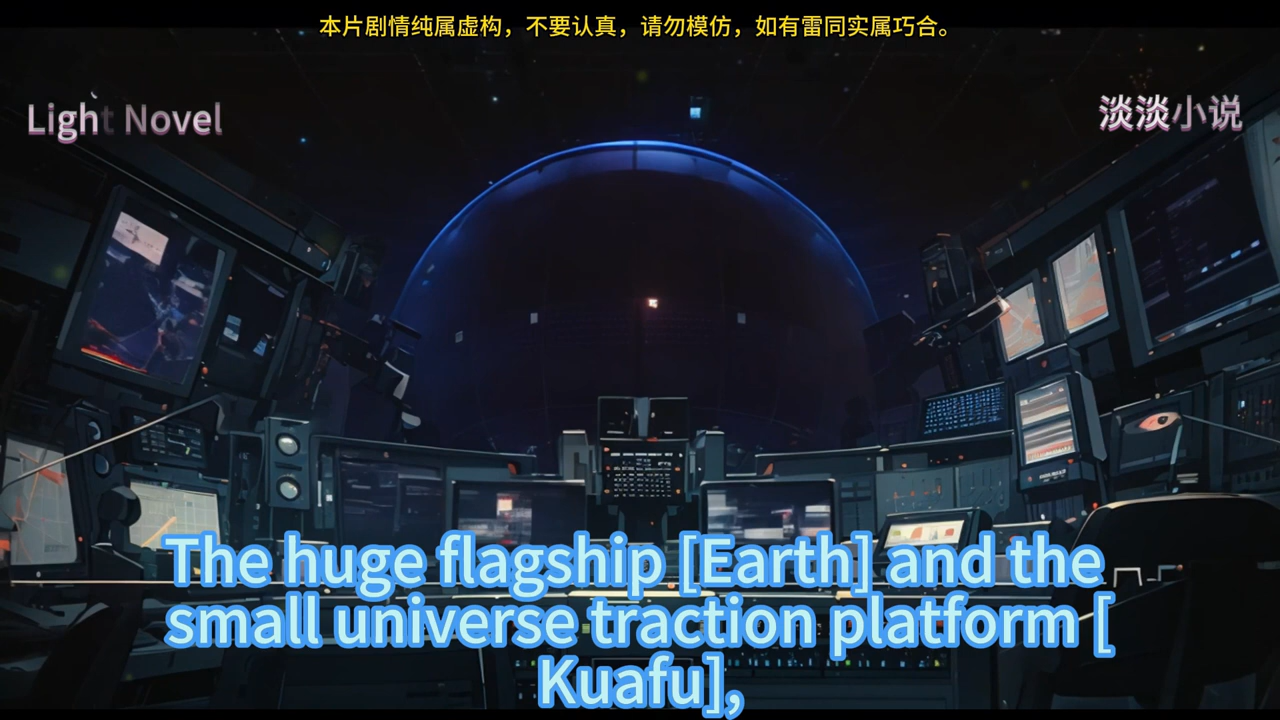 本片剧情纯属虚构，不要认真，请勿模仿，如有雷同实属巧合。
Light Novel
淡淡小说
The huge flagship [Earth] and the
small universe traction platform [
Kuafu],